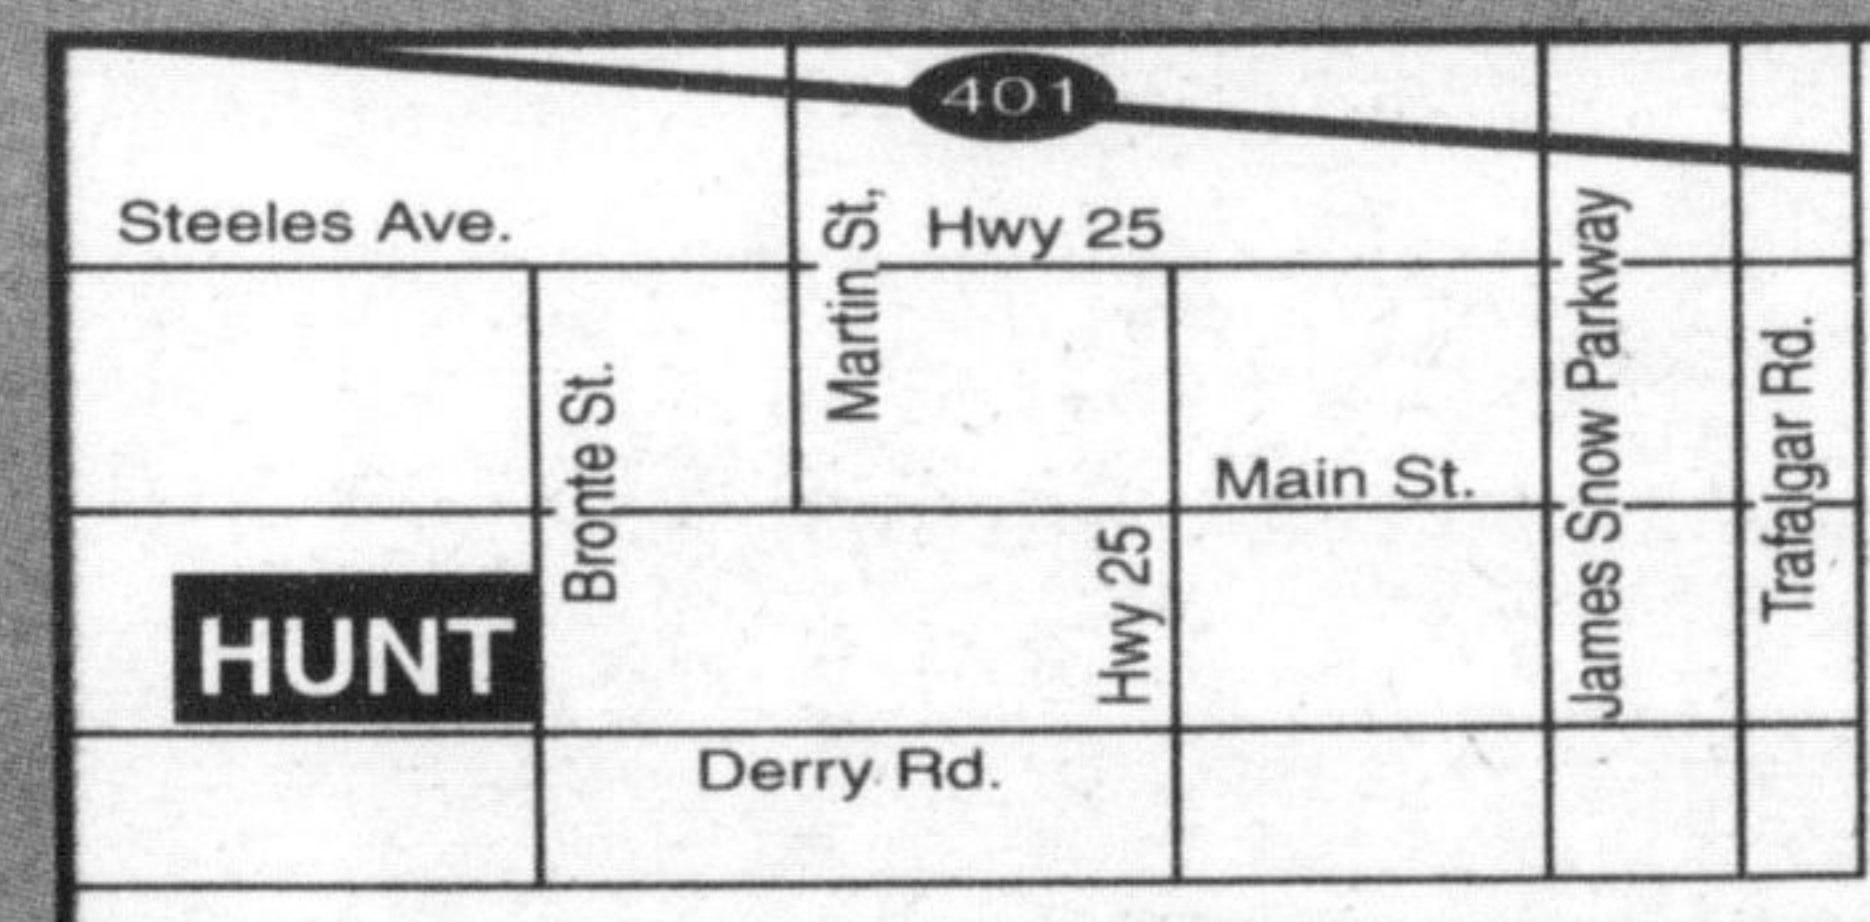 401
Steeles Ave.
Martin St,
Hwy 25
James Snow Parkway
Trafalgar Rd.
Bronte St.
Main St.
Hwy 25
HUNT
Derry Rd.